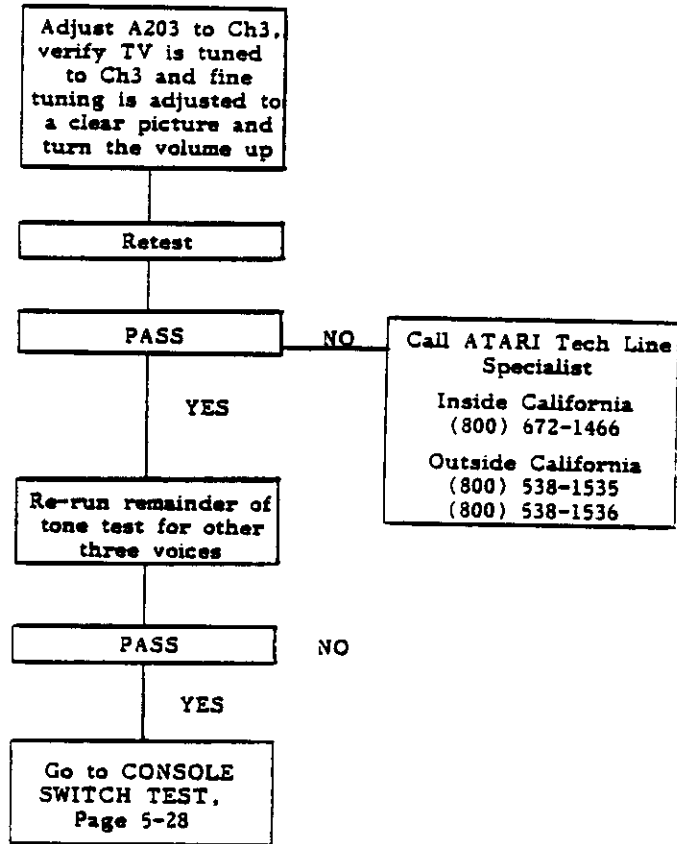 Adjust A203 to Ch3,
verify TV is tuned
to Ch3 and fine
tuning is adjusted to
a clear picture and
turn the volume up
Retest
PASS
NO
Call ATARI Tech Line
Specialist
Inside California
(800) 672-1466
Outside California
(800) 538-1535
(800) 538-1536
YES
Re-run remainder of
tone test for other
three voices
PASS
NO
YES
Go to CONSOLE
SWITCH TEST,
Page 5-28